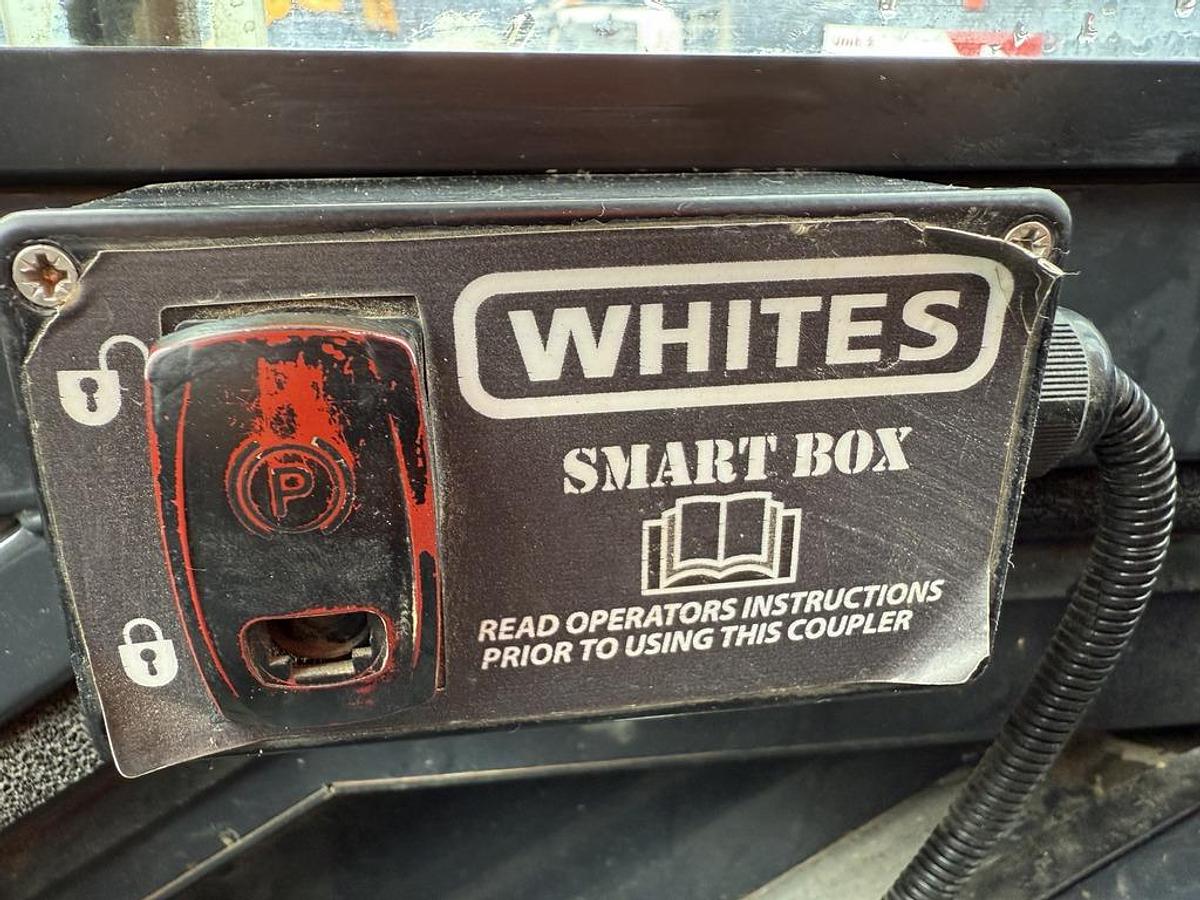 WHITES
SMART BOX
P
READ OPERATORS INSTRUCTIONS
PRIOR TO USING THIS COUPLER